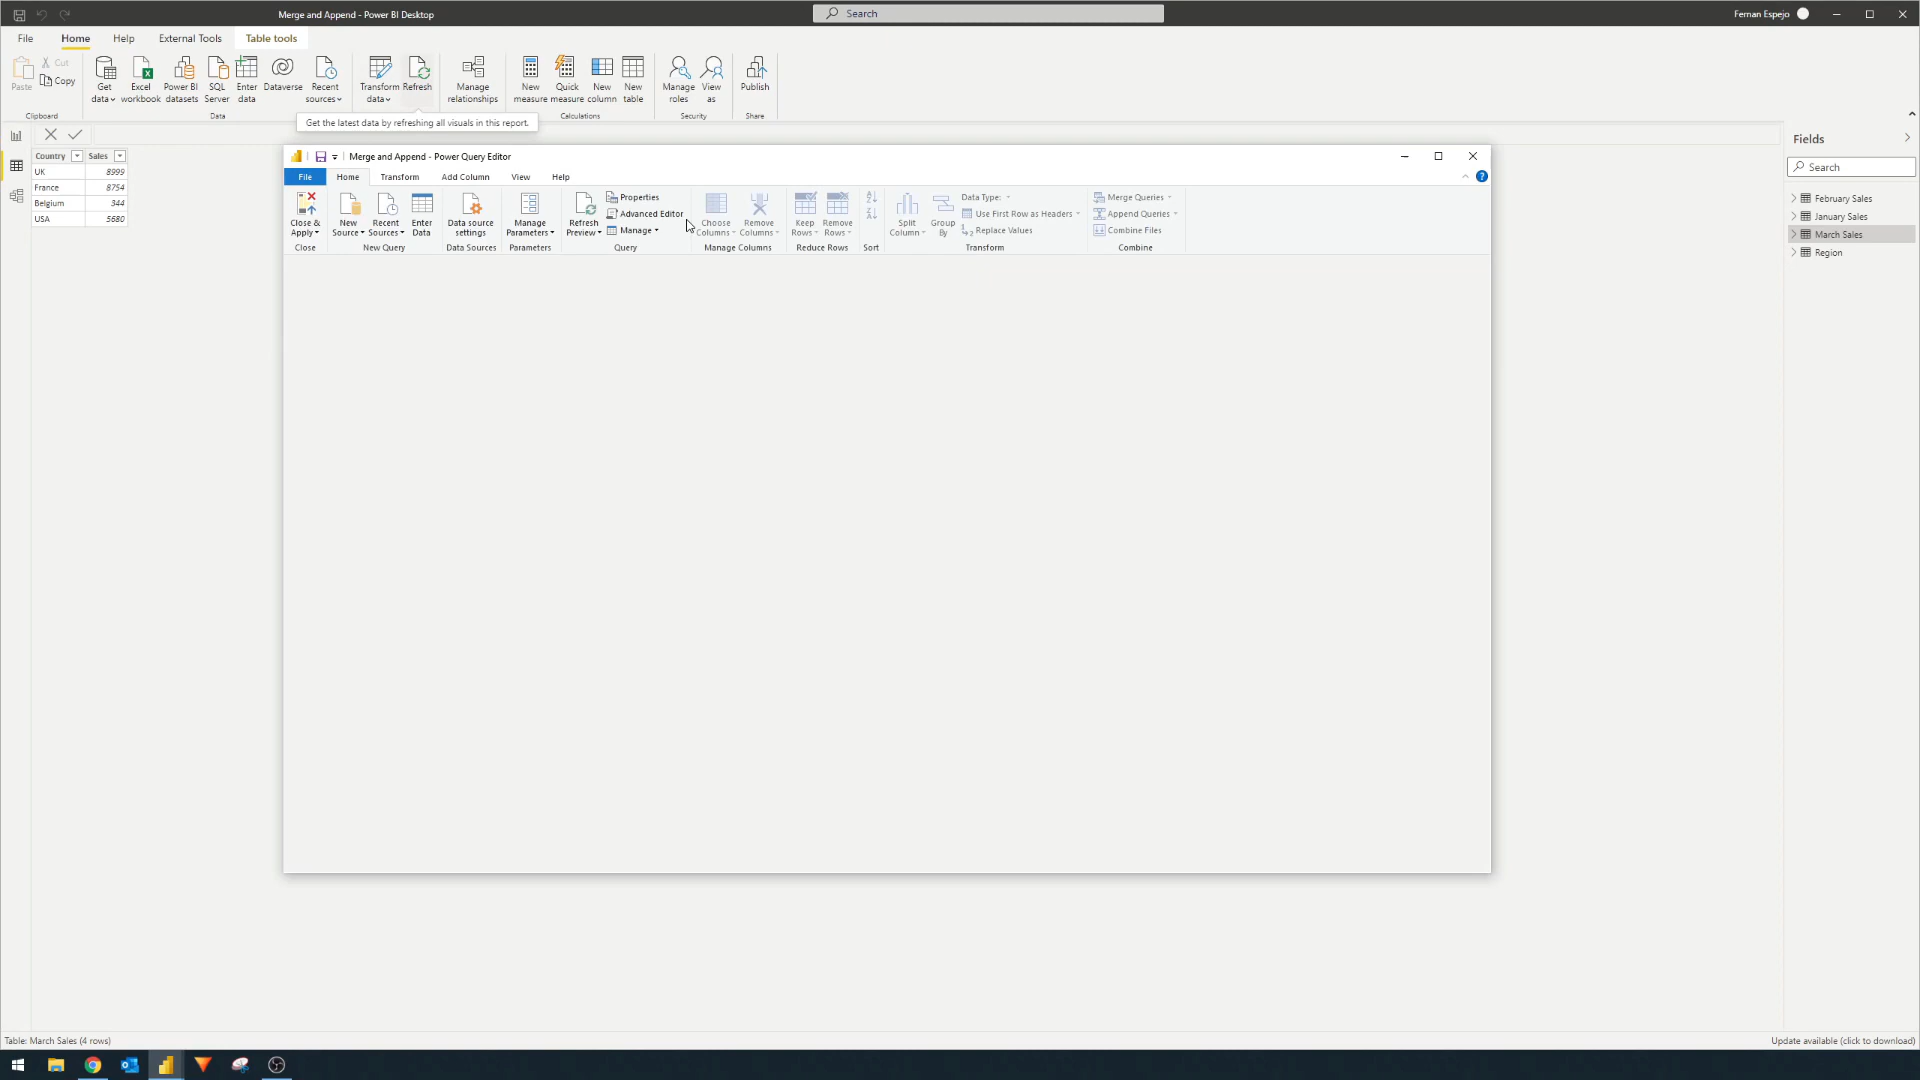 Merge and Append - Power BI Desktop
Search
Fernan Espejo
File Home Help External Tools Table tools
Paste
Cut
Copy
Clipboard
Get data
Excel workbook
Power BI datasets
SQL Server
Enter data
Dataverse
Recent sources
Data
Transform data
Refresh
Manage relationships
New measure
Quick measure
New column
New table
Calculations
Manage roles
View as
Security
Publish
Share
Get the latest data by refreshing all visuals in this report.
Country Sales
UK 8999
France 8754
Belgium 344
USA 5680
Merge and Append - Power Query Editor
File Home Transform Add Column View Help
Close & Apply
Close
New Source
Recent Sources
Enter Data
New Query
Data source settings
Data Sources
Manage Parameters
Parameters
Refresh Preview
Properties
Advanced Editor
Manage
Query
Choose Columns
Remove Columns
Manage Columns
Keep Rows
Remove Rows
Reduce Rows
Sort
Split Column
Group By
Data Type:
Use First Row as Headers
Replace Values
Transform
Merge Queries
Append Queries
Combine Files
Combine
Fields
Search
February Sales
January Sales
March Sales
Region
Table: March Sales (4 rows)
Update available (click to download)